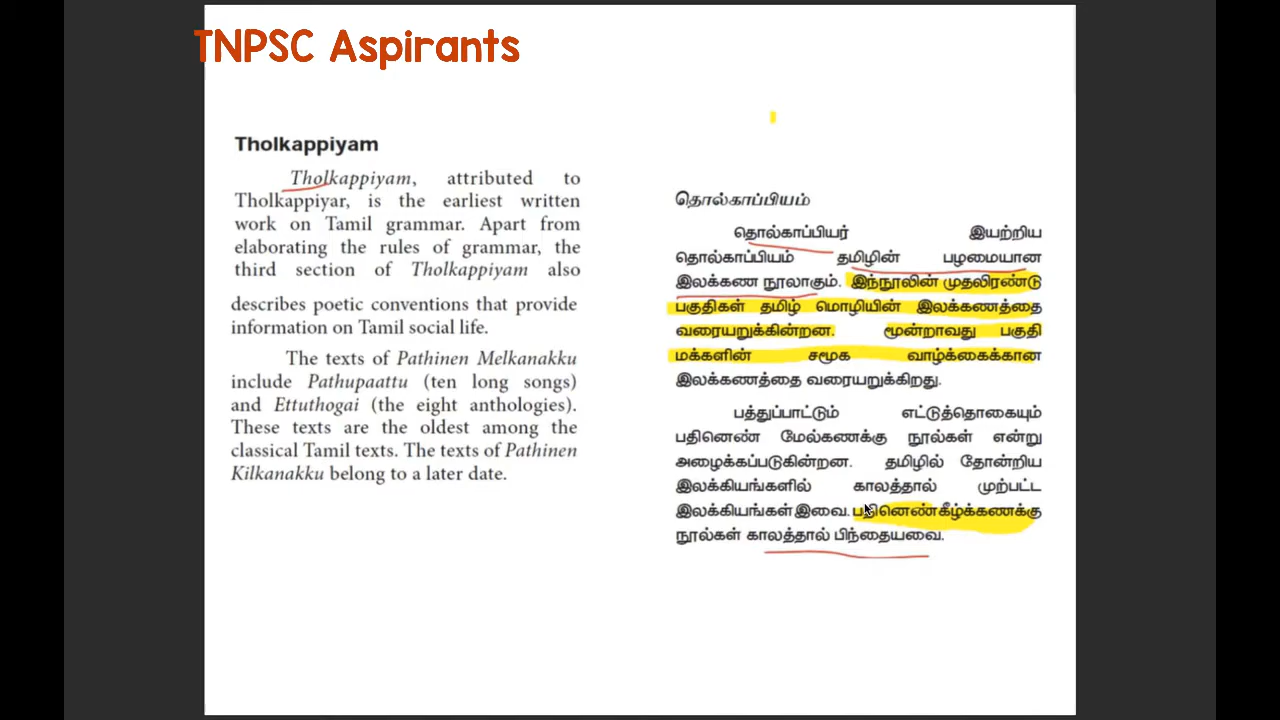 TNPSC Aspirants
Tholkappiyam
Tholkappiyam, attributed to
Tholkappiyar, is the earliest written
work on Tamil grammar. Apart from
elaborating the rules of grammar, the
third section of Tholkappiyam also
describes poetic conventions that provide
information on Tamil social life.
The texts of Pathinen Melkanakku
include Pathupaattu (ten long songs)
and Ettuthogai (the eight anthologies).
These texts are the oldest among the
classical Tamil texts. The texts of Pathinen
Kilkanakku belong to a later date.
தொல்காப்பியம்
தொல்காப்பியர் இயற்றிய
தொல்காப்பியம் தமிழின் பழமையான
இலக்கண நூலாகும். இந்நூலின் முதலிரண்டு
பகுதிகள் தமிழ் மொழியின் இலக்கணத்தை
வரையறுக்கின்றன. மூன்றாவது பகுதி
மக்களின் சமூக வாழ்க்கைக்கான
இலக்கணத்தை வரையறுக்கிறது.
பத்துப்பாட்டும் எட்டுத்தொகையும்
பதினெண் மேல்கணக்கு நூல்கள் என்று
அழைக்கப்படுகின்றன. தமிழில் தோன்றிய
இலக்கியங்களில் காலத்தால் முற்பட்ட
இலக்கியங்கள் இவை. பதினெண்கீழ்க்கணக்கு
நூல்கள் காலத்தால் பிந்தையவை.